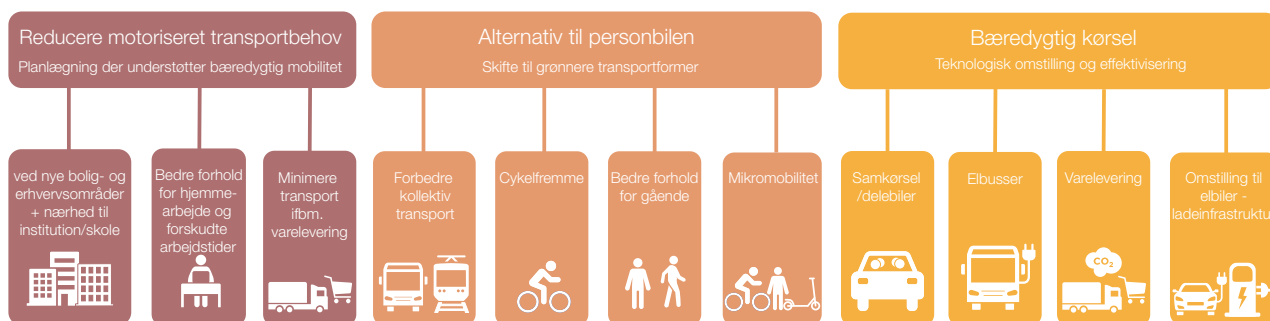 Reducere motoriseret transportbehov
Planlægning der understøtter bæredygtig mobilitet
ved nye bolig- og
erhvervsområder
+ nærhed til
institution/skole
Bedre forhold
for hjemme-
arbejde og
forskudte
arbejdstider
Minimere
transport
ifbm.
varelevering
Alternativ til personbilen
Skifte til grønnere transportformer
Forbedre
kollektiv
transport
Cykelfremme
Bedre forhold
for gående
Mikromobilitet
Bæredygtig kørsel
Teknologisk omstilling og effektivisering
Samkørsel
/delebiler
Elbusser
Varelevering
CO₂
Omstilling til
elbiler -
ladeinfrastruktu